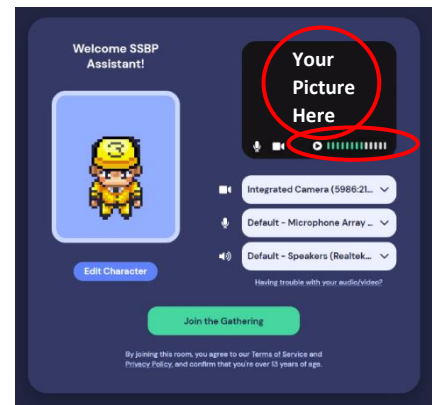 Welcome SSBP
Assistant!
3
Edit Character
Your
Picture
Here
Integrated Camera (5986:21...
Default - Microphone Array ...
Default - Speakers (Realtek...
Having trouble with your audio/video?
Join the Gathering
By joining this room, you agree to our Terms of Service and
Privacy Policy, and confirm that you're over 13 years of age.